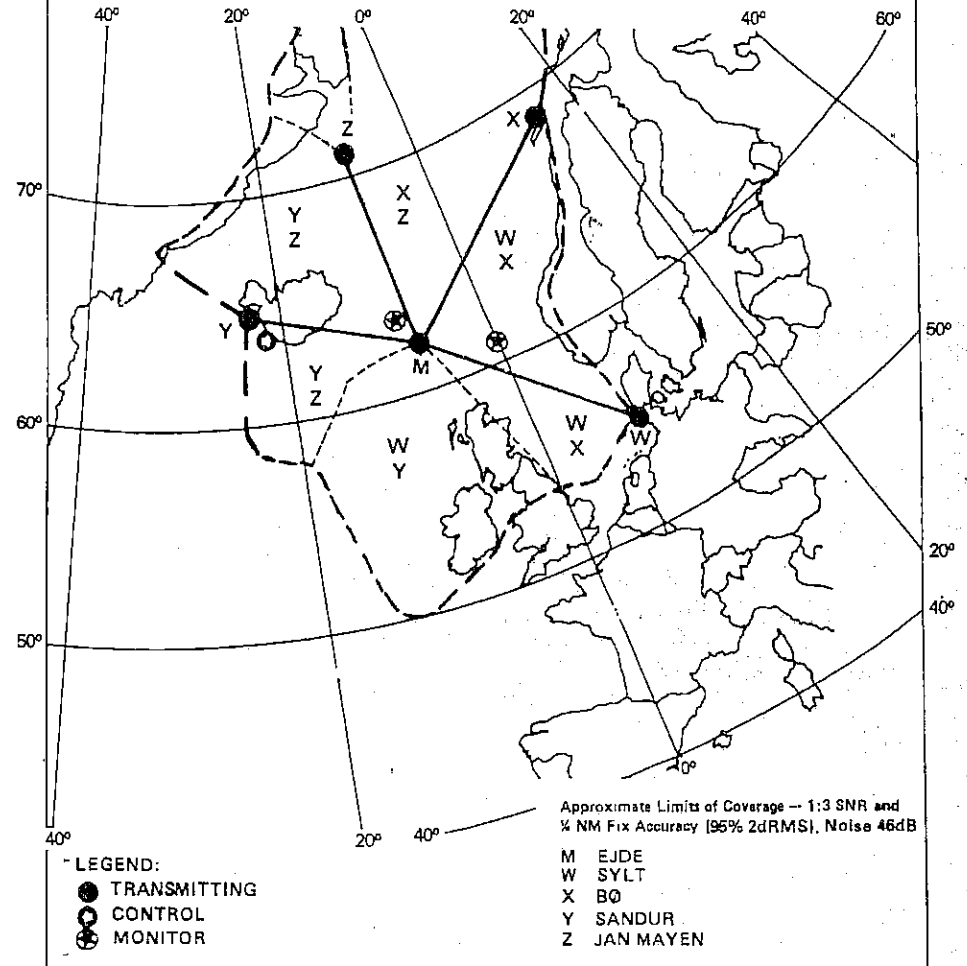 40° 20° 0° 20° 40° 60°
X
Z
70°
X
Z
Y
Z
W
X
Y
M
50°
Y
Z
60°
W
X
W
W
Y
20°
40°
50°
0°
40° 20° 40°
Approximate Limits of Coverage -- 1:3 SNR and
¼ NM Fix Accuracy (95% 2dRMS), Noise 46dB
LEGEND:
TRANSMITTING
CONTROL
MONITOR
M EJDE
W SYLT
X BØ
Y SANDUR
Z JAN MAYEN